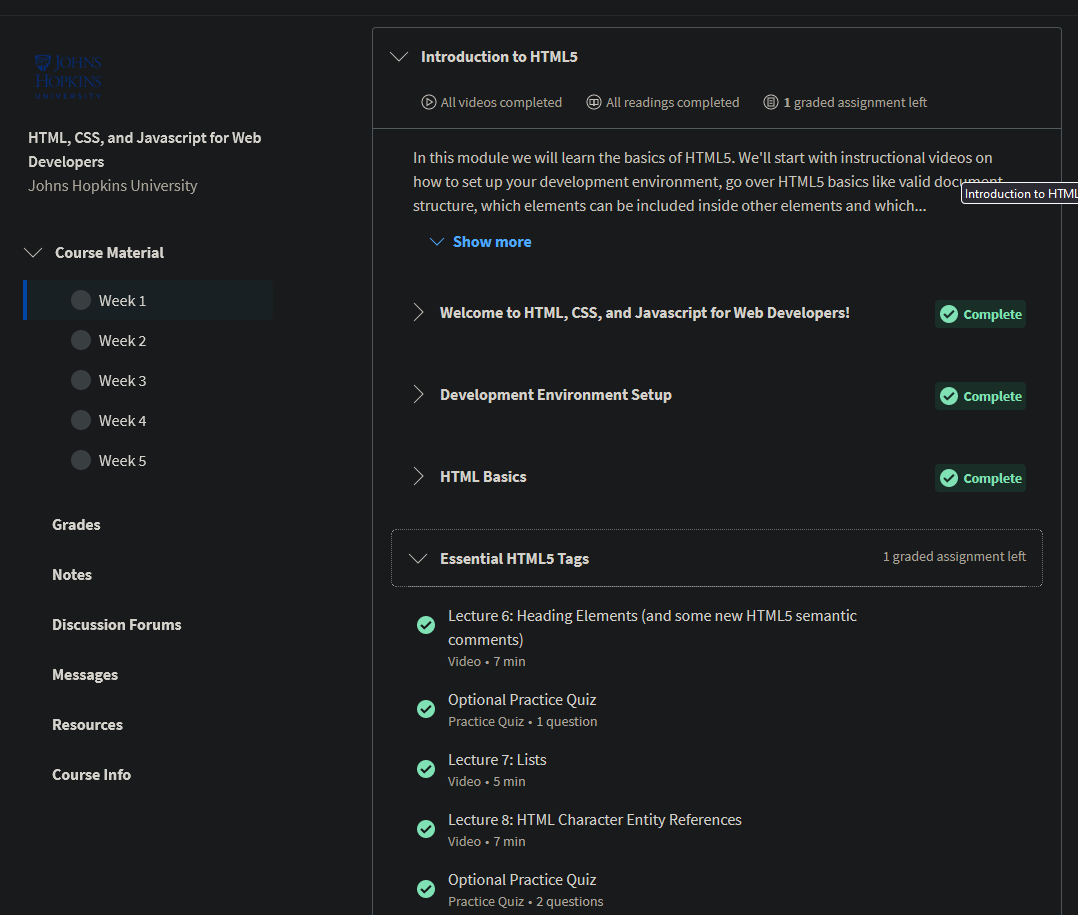 JOHNS
HOPKINS
UNIVERSITY
HTML, CSS, and Javascript for Web
Developers
Johns Hopkins University
Course Material
Week 1
Week 2
Week 3
Week 4
Week 5
Grades
Notes
Discussion Forums
Messages
Resources
Course Info
Introduction to HTML5
All videos completed
All readings completed
1 graded assignment left
In this module we will learn the basics of HTML5. We'll start with instructional videos on
how to set up your development environment, go over HTML5 basics like valid document
structure, which elements can be included inside other elements and which...
Introduction to HTML
Show more
Welcome to HTML, CSS, and Javascript for Web Developers!
Complete
Development Environment Setup
Complete
HTML Basics
Complete
Essential HTML5 Tags
1 graded assignment left
Lecture 6: Heading Elements (and some new HTML5 semantic
comments)
Video • 7 min
Optional Practice Quiz
Practice Quiz • 1 question
Lecture 7: Lists
Video • 5 min
Lecture 8: HTML Character Entity References
Video • 7 min
Optional Practice Quiz
Practice Quiz • 2 questions